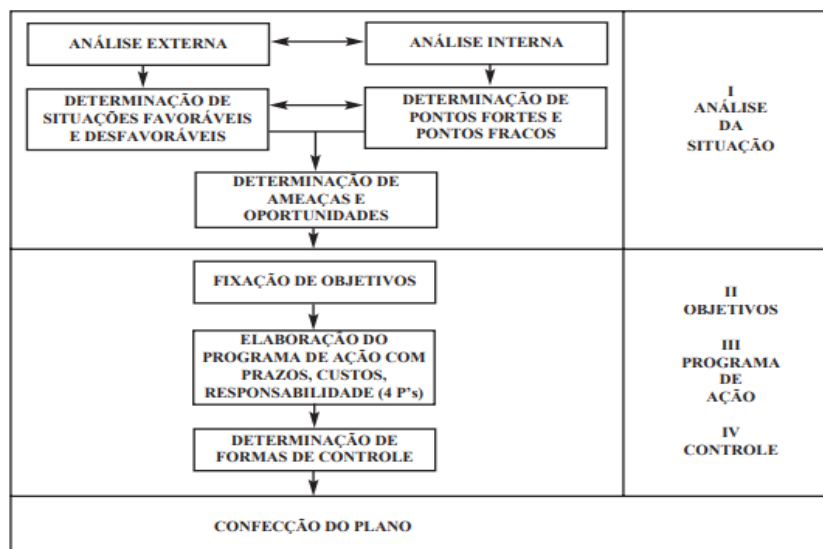 ANÁLISE EXTERNA
ANÁLISE INTERNA
DETERMINAÇÃO DE
SITUAÇÕES FAVORÁVEIS
E DESFAVORÁVEIS
DETERMINAÇÃO DE
PONTOS FORTES E
PONTOS FRACOS
DETERMINAÇÃO DE
AMEAÇAS E
OPORTUNIDADES
I
ANÁLISE
DA
SITUAÇÃO
FIXAÇÃO DE OBJETIVOS
ELABORAÇÃO DO
PROGRAMA DE AÇÃO COM
PRAZOS, CUSTOS,
RESPONSABILIDADE (4 P's)
DETERMINAÇÃO DE
FORMAS DE CONTROLE
II
OBJETIVOS
III
PROGRAMA
DE
AÇÃO
IV
CONTROLE
CONFECÇÃO DO PLANO